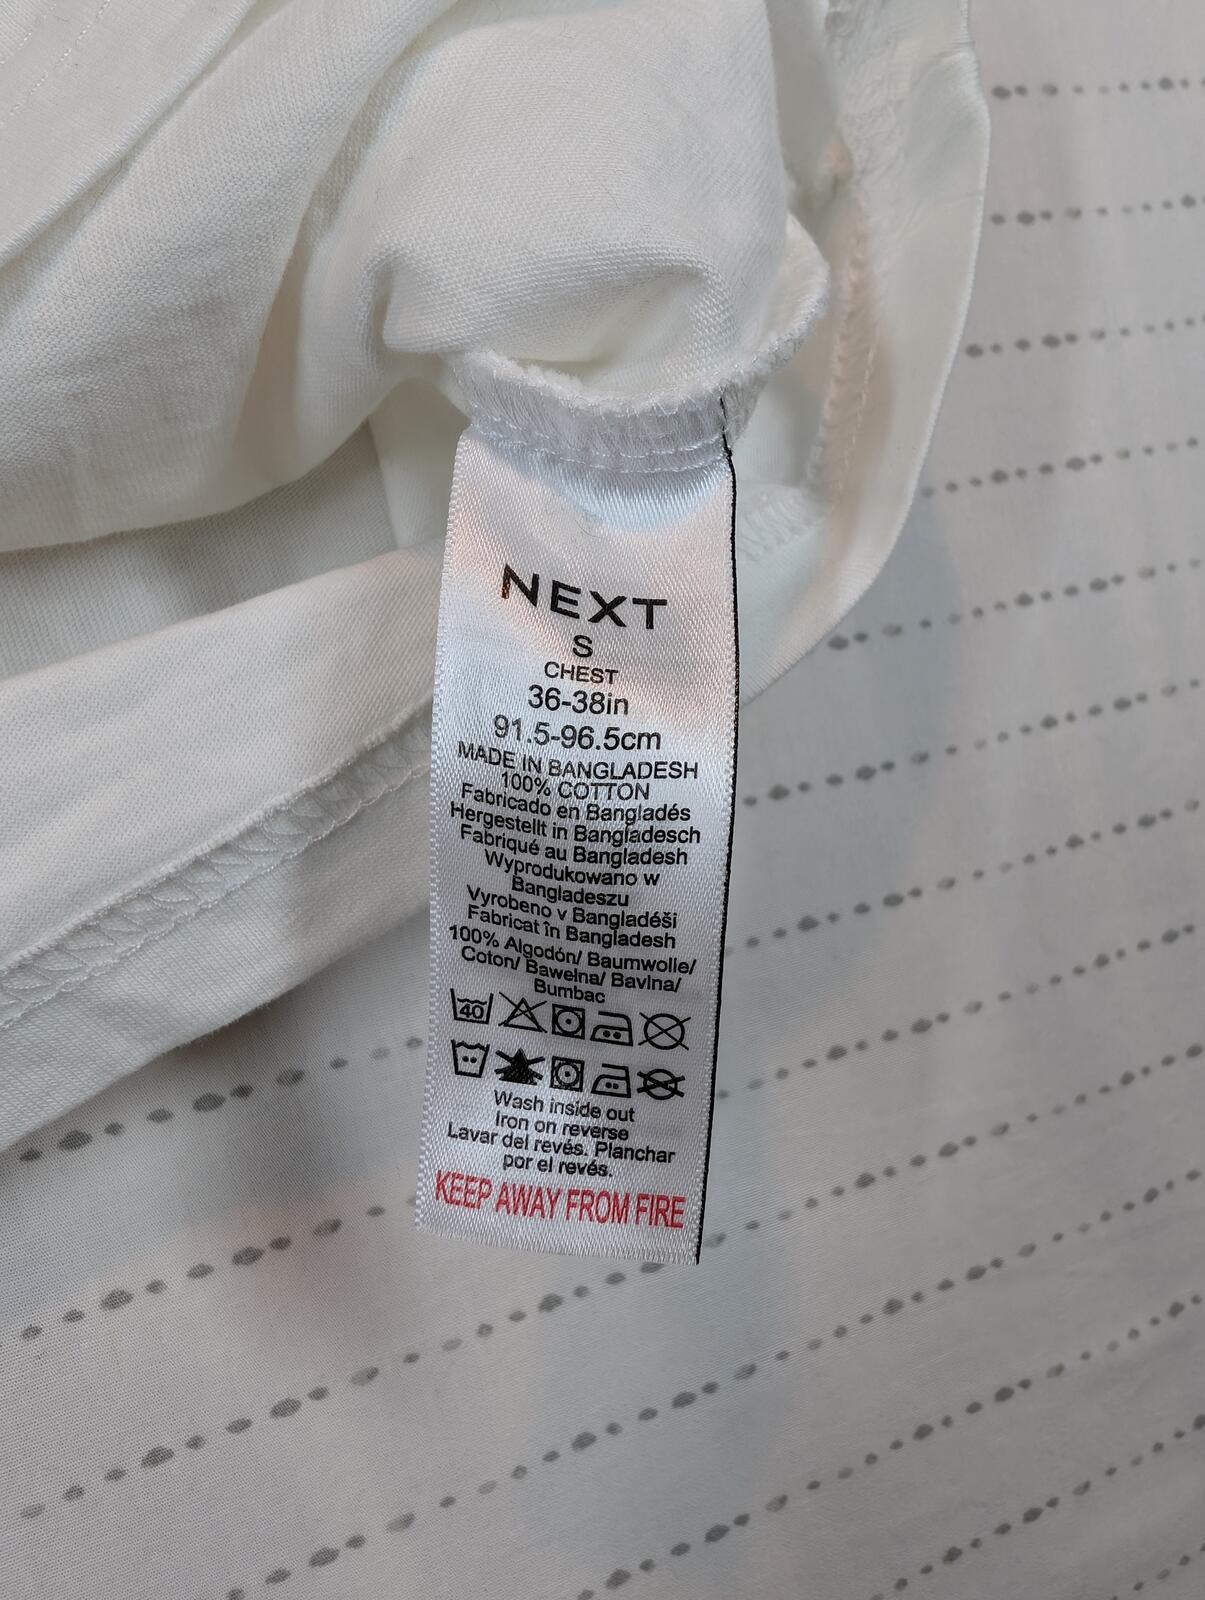 NEXT
S
CHEST
36-38in
91.5-96.5cm
MADE IN BANGLADESH
100% COTTON
Fabricado en Bangladés
Hergestellt in Bangladesch
Fabriqué au Bangladesh
Wyprodukowano w
Bangladeszu
Vyrobeno v Bangladéši
Fabricat în Bangladesh
100% Algodón/ Baumwolle/
Coton/ Bawełna/ Bavlna/
Bumbac
40
Wash inside out
Iron on reverse
Lavar del revés. Planchar
por el revés.
KEEP AWAY FROM FIRE